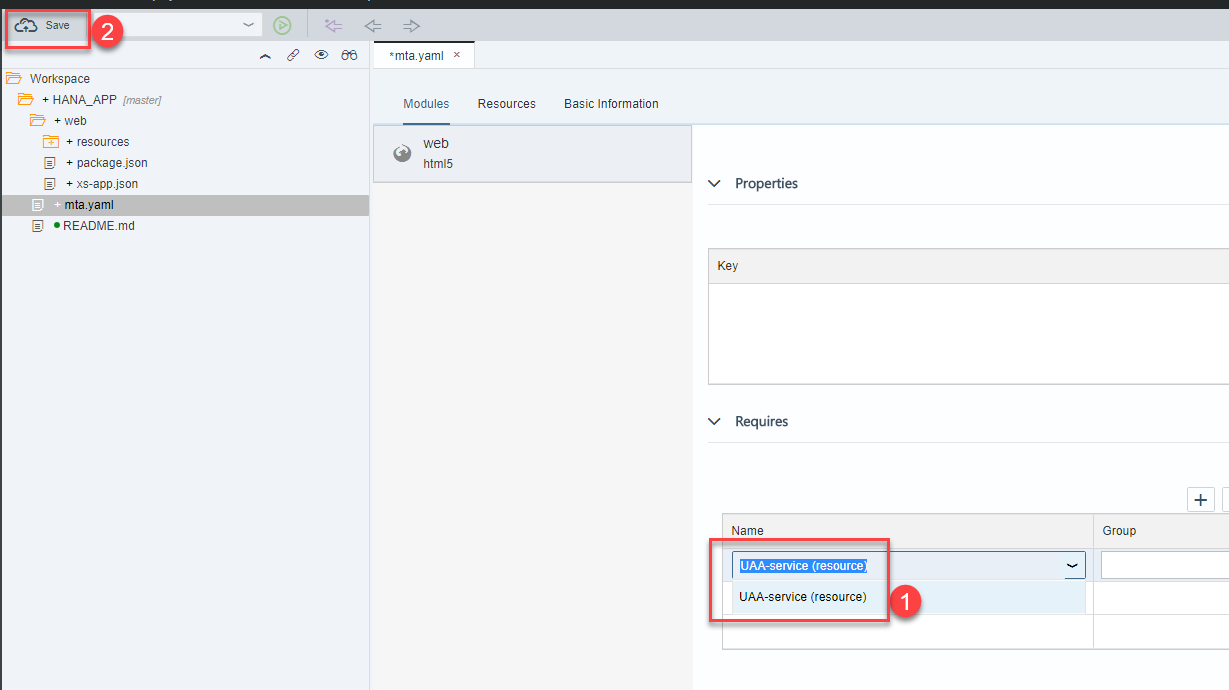 Save
2
*mta.yaml ×
Workspace
+ HANA_APP [master]
+ web
+ resources
+ package.json
+ xs-app.json
+ mta.yaml
README.md
Modules Resources Basic Information
web
html5
Properties
Key
Requires
+
Name Group
UAA-service (resource)
UAA-service (resource)
1